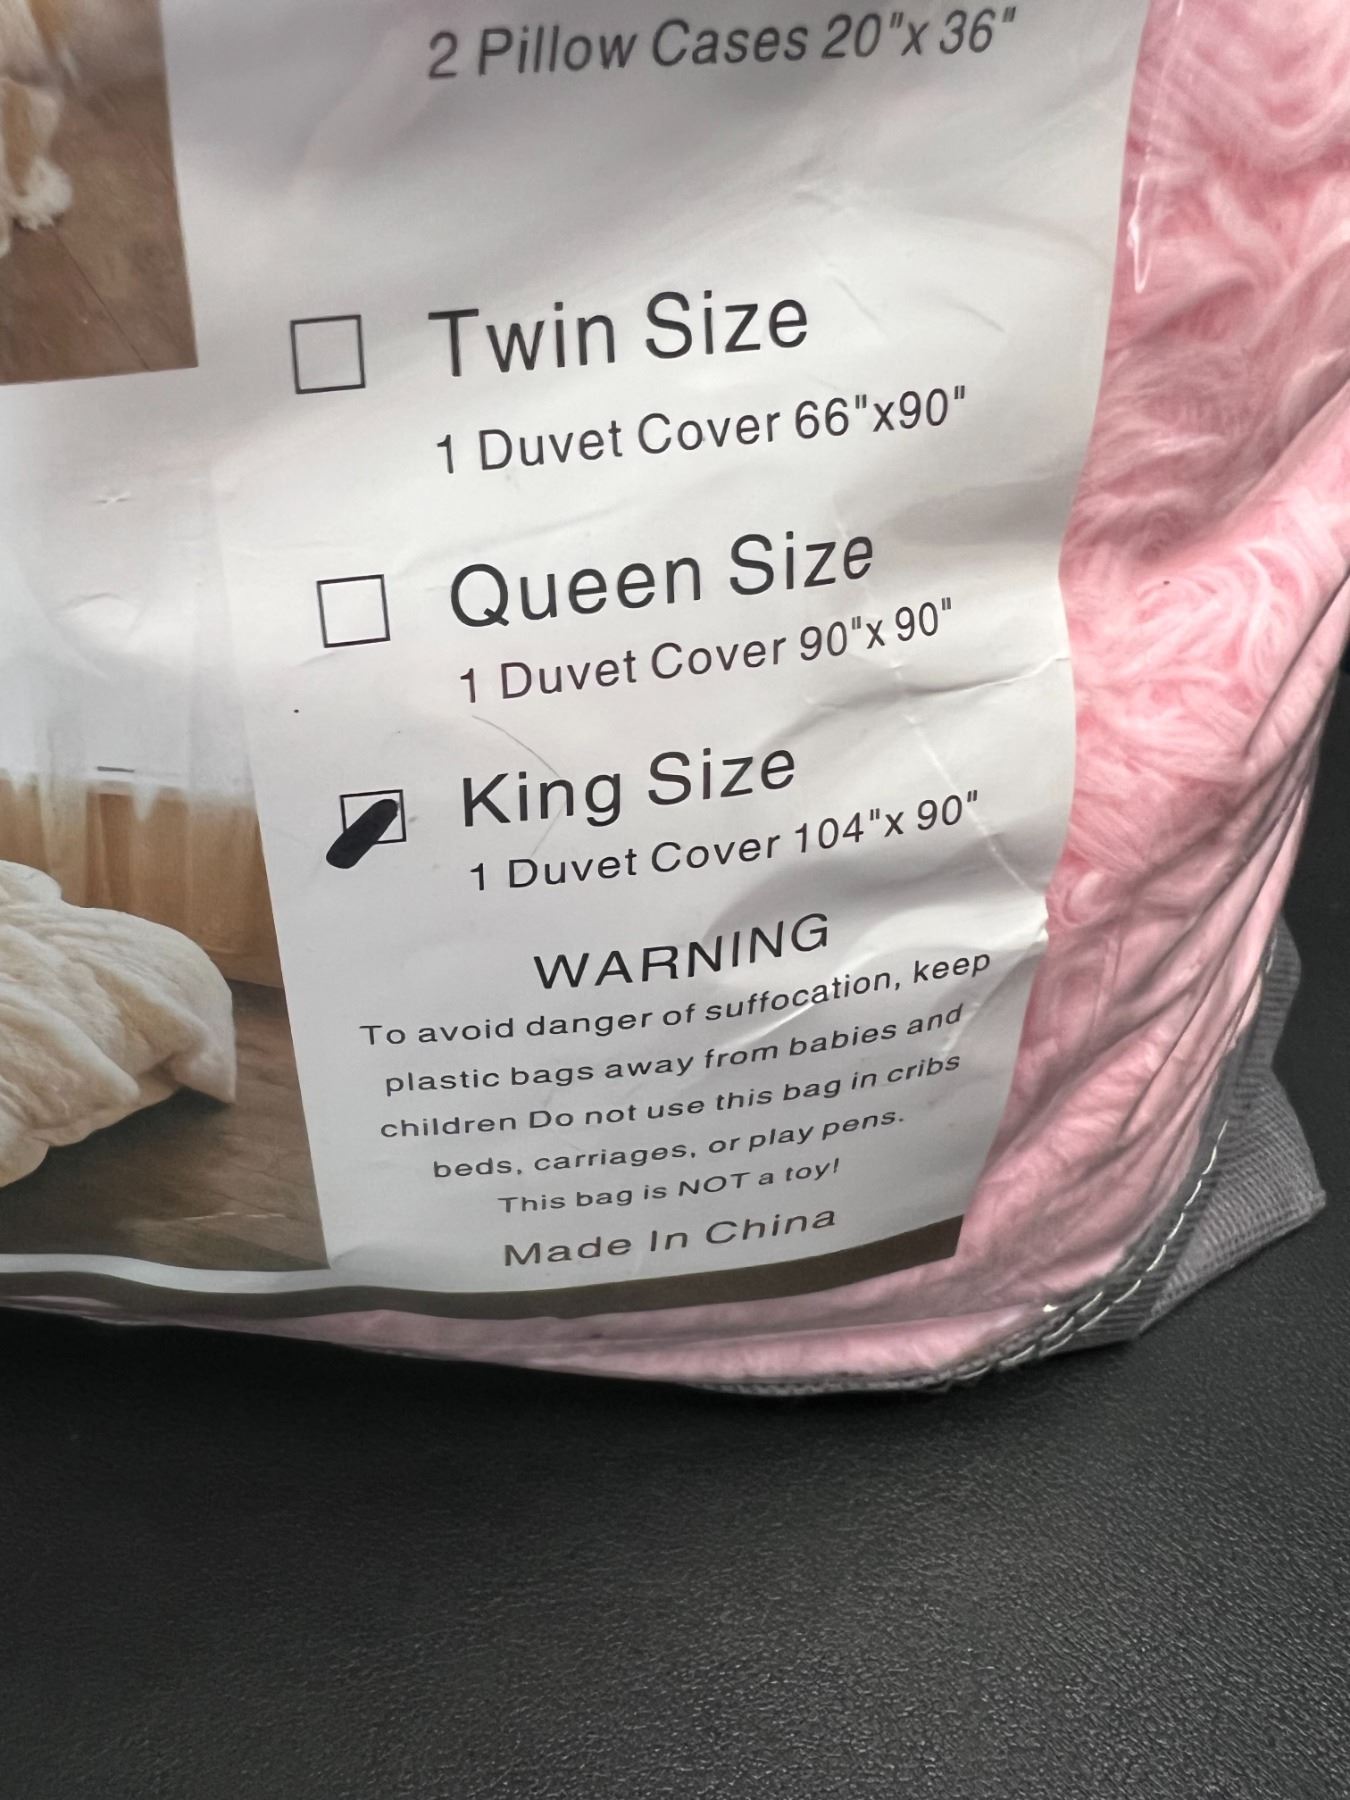 2 Pillow Cases 20"x 36"
Twin Size
1 Duvet Cover 66"x90"
Queen Size
1 Duvet Cover 90"x 90"
King Size
1 Duvet Cover 104"x 90"
WARNING
To avoid danger of suffocation, keep
plastic bags away from babies and
children Do not use this bag in cribs
beds, carriages, or play pens.
This bag is NOT a toy!
Made In China